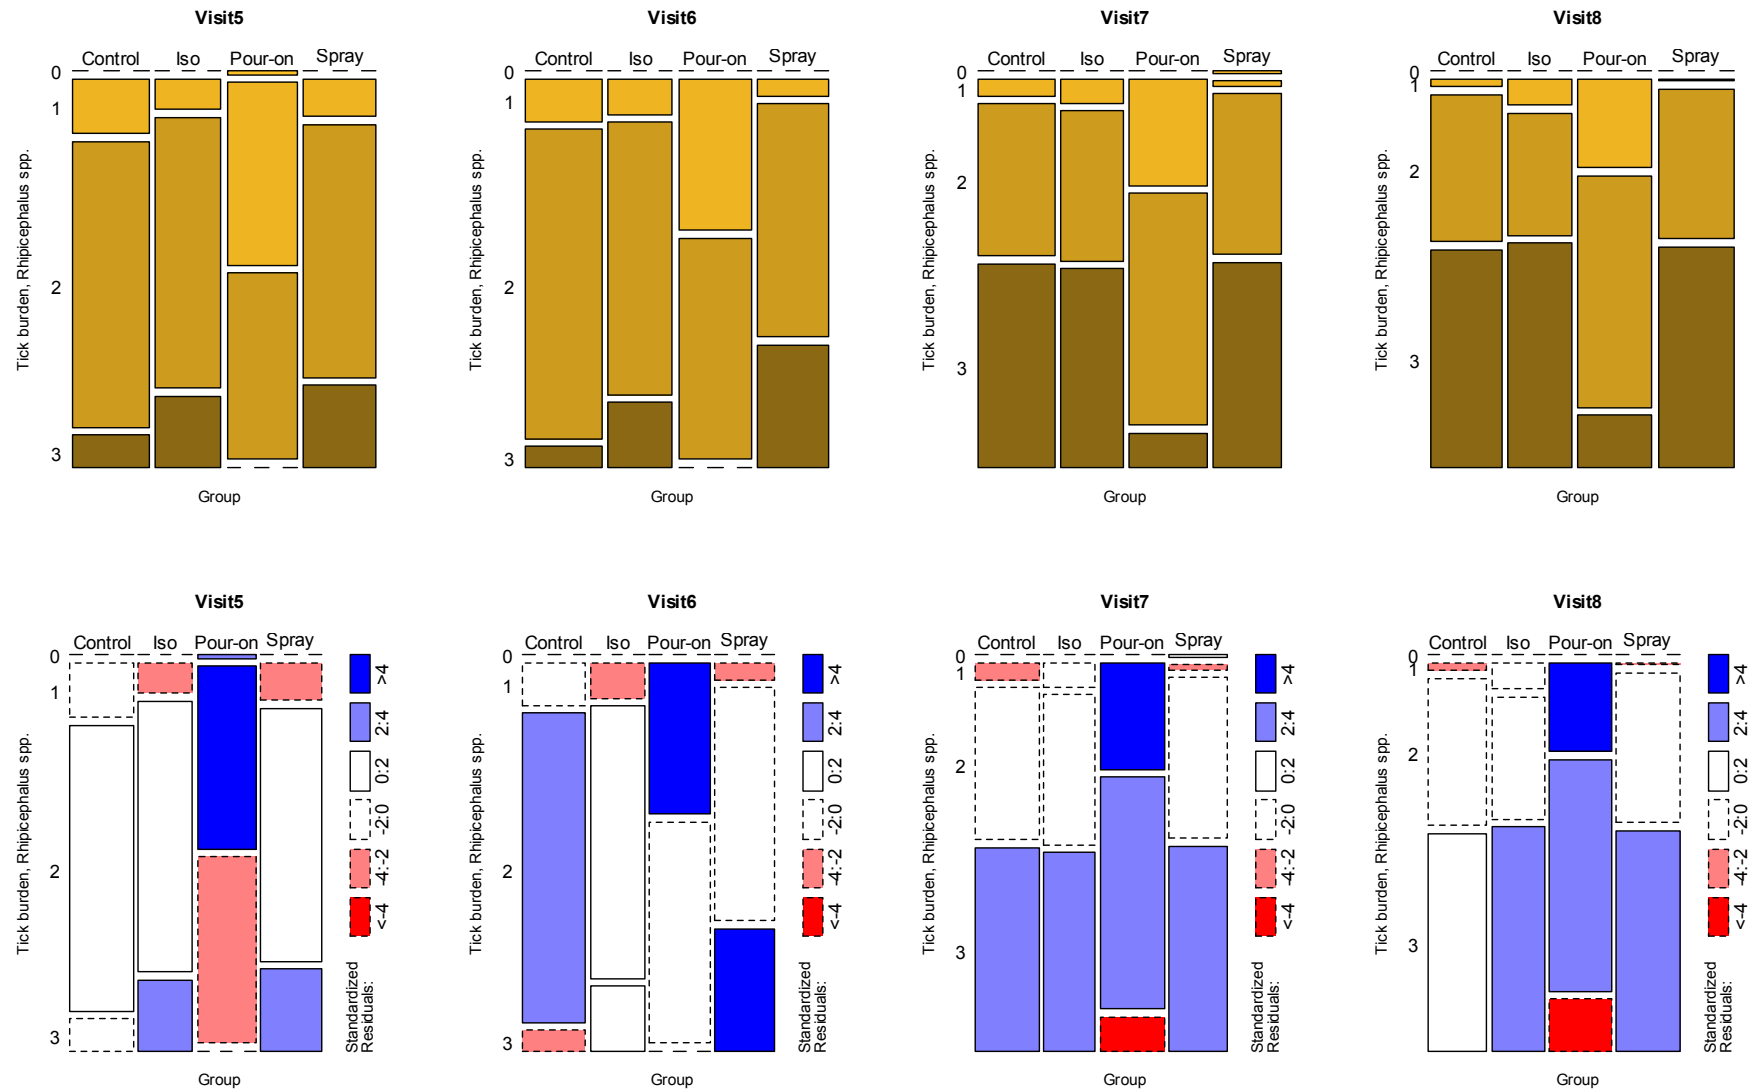 Visit5
Control Iso Pour-on Spray
0
1
2
3
Tick burden, Rhipicephalus spp.
Group
Visit6
Control Iso Pour-on Spray
0
1
2
3
Tick burden, Rhipicephalus spp.
Group
Visit7
Control Iso Pour-on Spray
0
1
2
3
Tick burden, Rhipicephalus spp.
Group
Visit8
Control Iso Pour-on Spray
0
1
2
3
Tick burden, Rhipicephalus spp.
Group
Visit5
Control Iso Pour-on Spray
0
1
2
3
Tick burden, Rhipicephalus spp.
Group
Standardized
Residuals:
<-4
-4:-2
-2:0
0:2
2:4
>4
Visit6
Control Iso Pour-on Spray
0
1
2
3
Tick burden, Rhipicephalus spp.
Group
Standardized
Residuals:
<-4
-4:-2
-2:0
0:2
2:4
>4
Visit7
Control Iso Pour-on Spray
0
1
2
3
Tick burden, Rhipicephalus spp.
Group
Standardized
Residuals:
<-4
-4:-2
-2:0
0:2
2:4
>4
Visit8
Control Iso Pour-on Spray
0
1
2
3
Tick burden, Rhipicephalus spp.
Group
Standardized
Residuals:
<-4
-4:-2
-2:0
0:2
2:4
>4